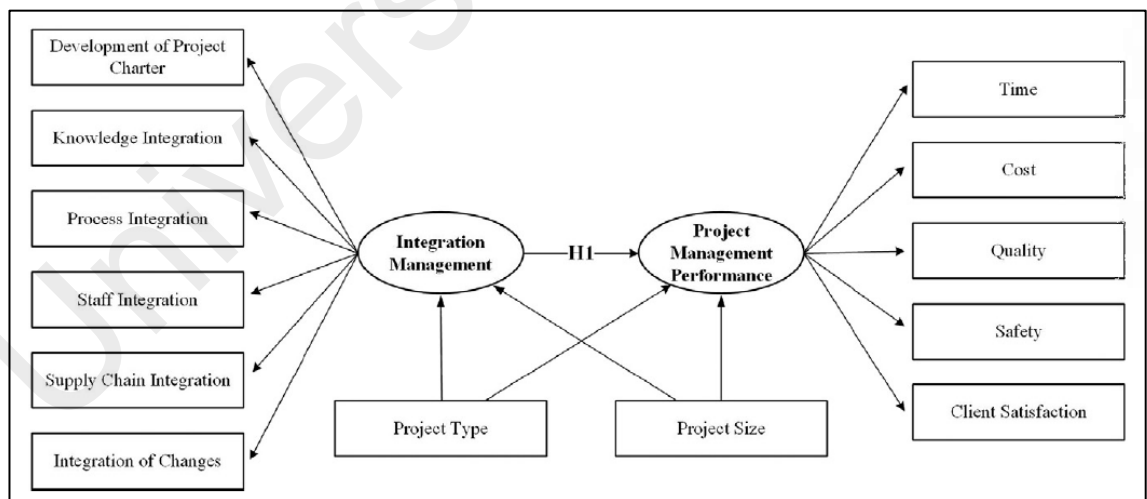 Development of Project
Charter
Knowledge Integration
Process Integration
Staff Integration
Supply Chain Integration
Integration of Changes
Integration
Management
H1
Project
Management
Performance
Project Type
Project Size
Time
Cost
Quality
Safety
Client Satisfaction
Univers